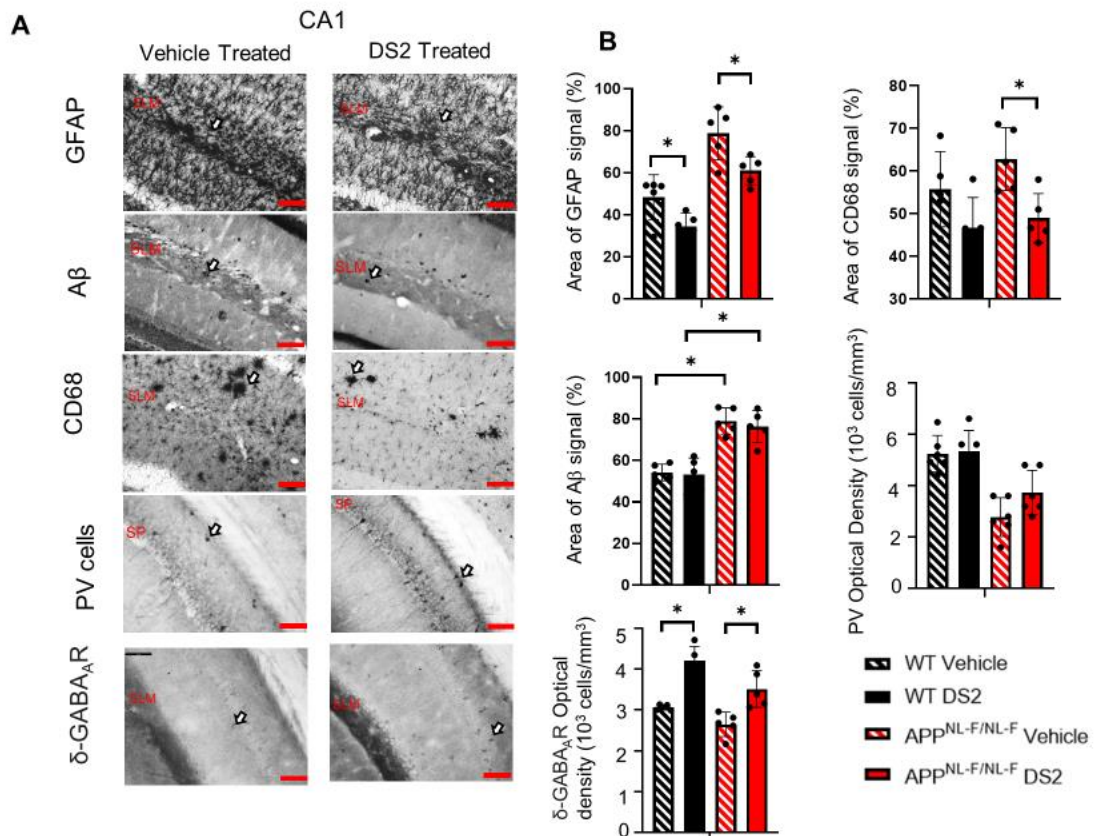 A
CA1
Vehicle Treated
DS2 Treated
GFAP
SLM
SLM
Aβ
SLM
SLM
CD68
SLM
SLM
PV cells
SP
SP
δ-GABAAR
SLM
SLM
B
Area of GFAP signal (%)
100
80
60
40
20
0
*
*
Area of CD68 signal
(%)
80
70
60
50
40
30
*
Area of Aβ signal (%)
100
80
60
40
20
0
*
*
PV Optical Density (10³ cells/mm³)
8
6
4
2
0
δ-GABAAR Optical
density (10³ cells/mm³)
5
4
3
2
1
0
*
*
WT Vehicle
WT DS2
APPNL-F/NL-F Vehicle
APPNL-F/NL-F DS2